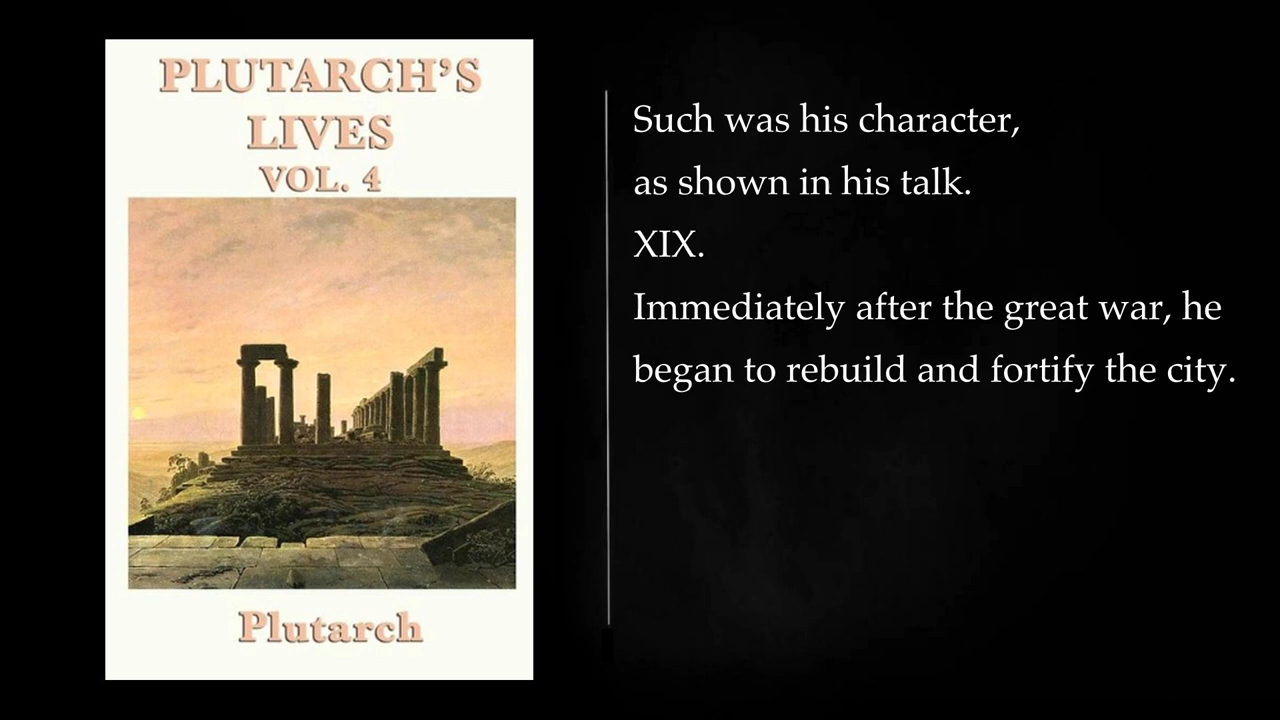 PLUTARCH'S
LIVES
VOL. 4
Plutarch
Such was his character,
as shown in his talk.
XIX.
Immediately after the great war, he
began to rebuild and fortify the city.